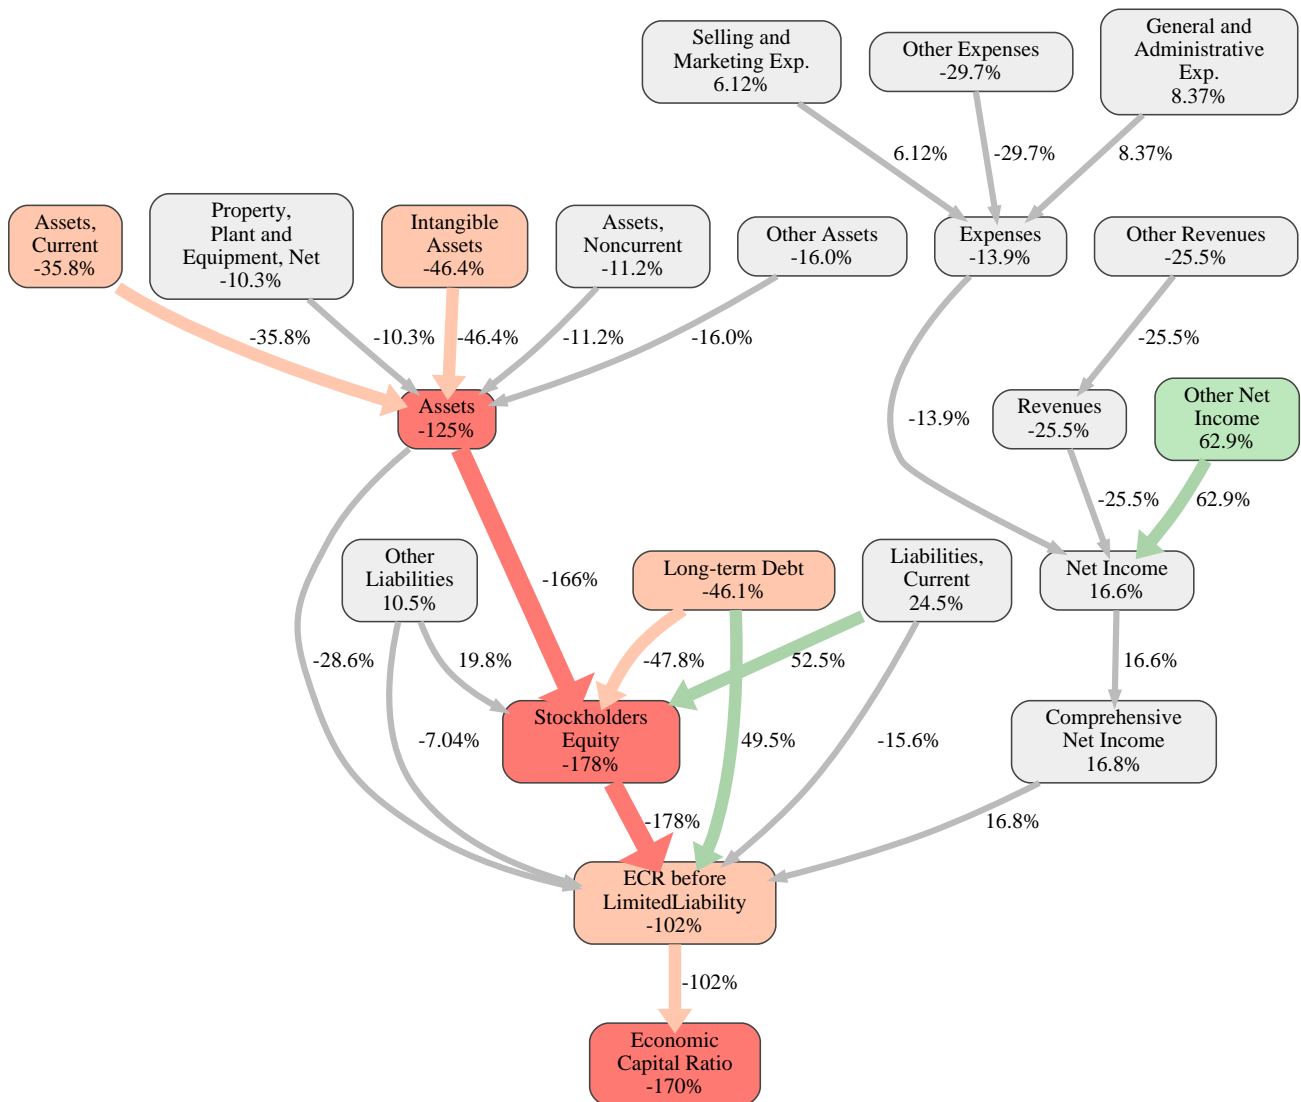 Selling and
Marketing Exp.
6.12%
Other Expenses
-29.7%
General and
Administrative
Exp.
8.37%
6.12%
-29.7%
8.37%
Assets,
Current
-35.8%
Property,
Plant and
Equipment, Net
-10.3%
Intangible
Assets
-46.4%
Assets,
Noncurrent
-11.2%
Other Assets
-16.0%
Expenses
-13.9%
Other Revenues
-25.5%
-35.8%
-10.3%
-46.4%
-11.2%
-16.0%
-25.5%
Assets
-125%
-13.9%
Revenues
-25.5%
Other Net
Income
62.9%
-25.5%
62.9%
Other
Liabilities
10.5%
-166%
Long-term Debt
-46.1%
Liabilities,
Current
24.5%
Net Income
16.6%
-28.6%
19.8%
-47.8%
52.5%
16.6%
Stockholders
Equity
-178%
-7.04%
49.5%
-15.6%
Comprehensive
Net Income
16.8%
-178%
16.8%
ECR before
LimitedLiability
-102%
-102%
Economic
Capital Ratio
-170%